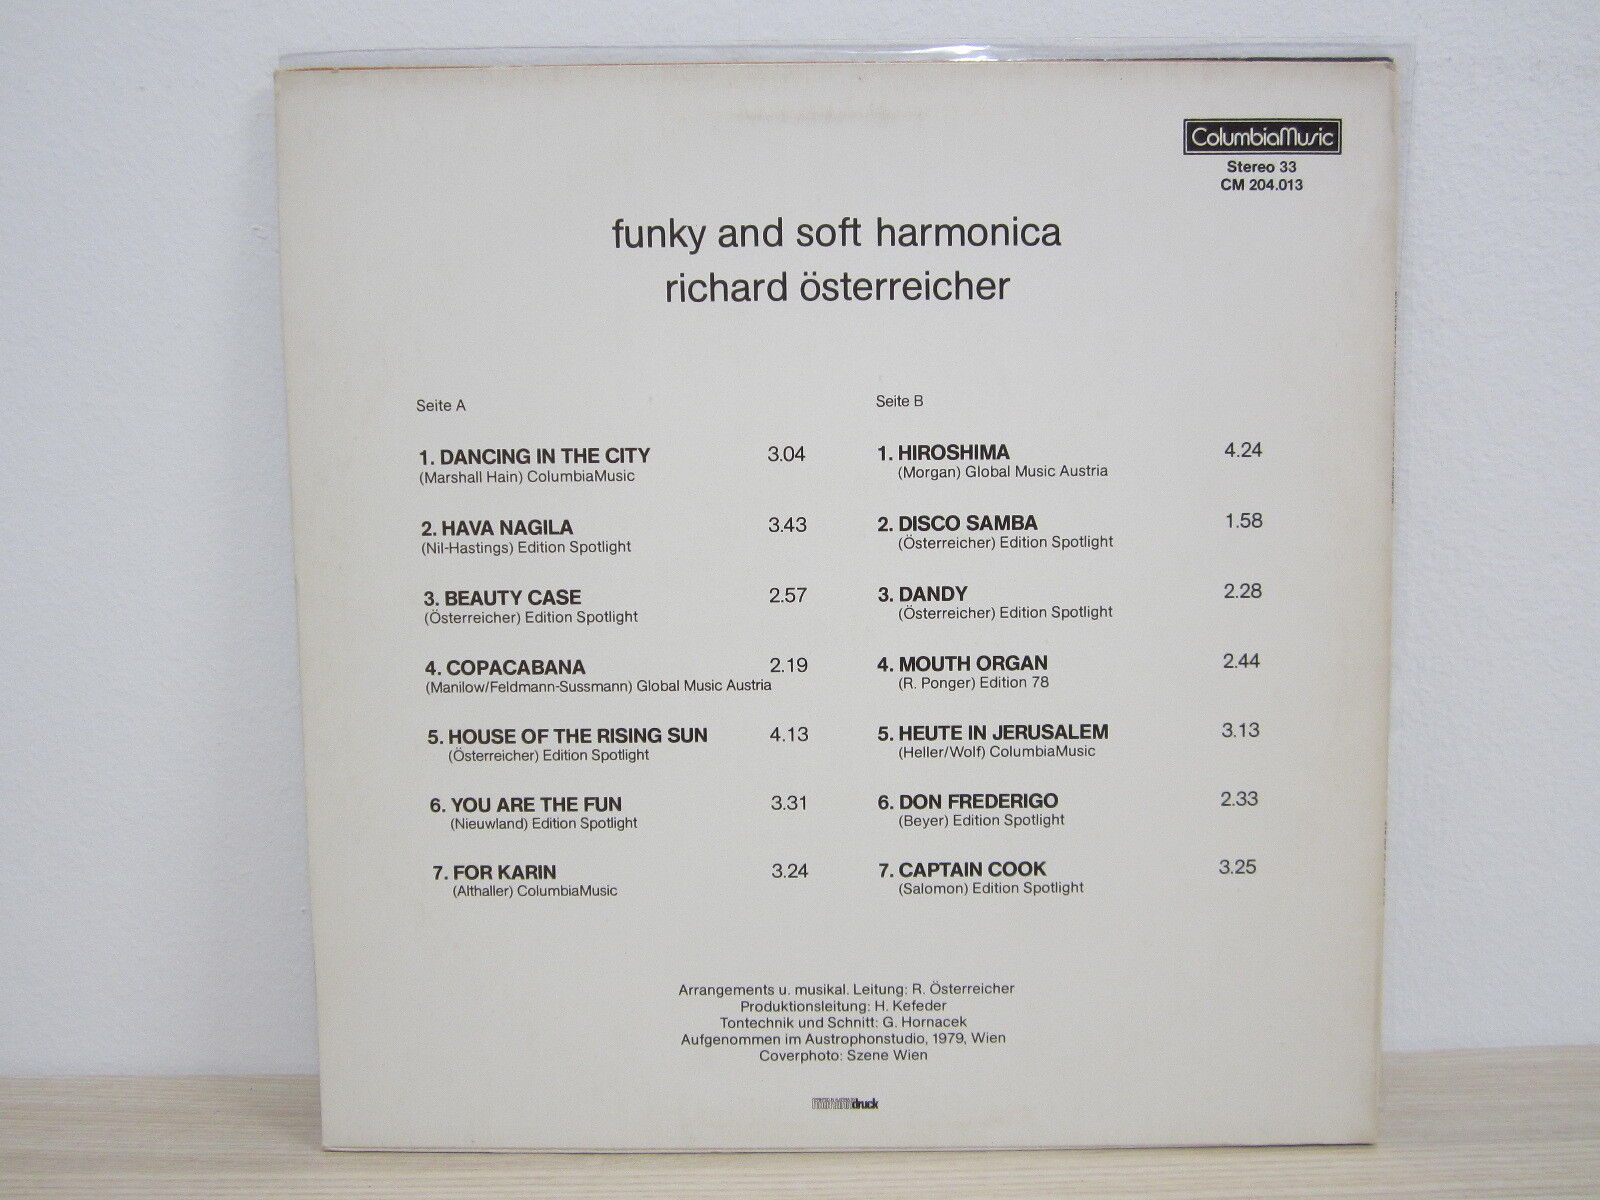 ColumbiaMusic
Stereo 33
CM 204.013
funky and soft harmonica
richard österreicher
Seite A
1. DANCING IN THE CITY 3.04
(Marshall Hain) ColumbiaMusic
2. HAVA NAGILA 3.43
(Nil-Hastings) Edition Spotlight
3. BEAUTY CASE 2.57
(Österreicher) Edition Spotlight
4. COPACABANA 2.19
(Manilow/Feldmann-Sussmann) Global Music Austria
5. HOUSE OF THE RISING SUN 4.13
(Österreicher) Edition Spotlight
6. YOU ARE THE FUN 3.31
(Nieuwland) Edition Spotlight
7. FOR KARIN 3.24
(Althaller) ColumbiaMusic
Seite B
1. HIROSHIMA 4.24
(Morgan) Global Music Austria
2. DISCO SAMBA 1.58
(Österreicher) Edition Spotlight
3. DANDY 2.28
(Österreicher) Edition Spotlight
4. MOUTH ORGAN 2.44
(R. Ponger) Edition 78
5. HEUTE IN JERUSALEM 3.13
(Heller/Wolf) ColumbiaMusic
6. DON FREDERIGO 2.33
(Beyer) Edition Spotlight
7. CAPTAIN COOK 3.25
(Salomon) Edition Spotlight
Arrangements u. musikal. Leitung: R. Österreicher
Produktionsleitung: H. Kefeder
Tontechnik und Schnitt: G. Hornacek
Aufgenommen im Austrophonstudio, 1979, Wien
Coverphoto: Szene Wien
druck